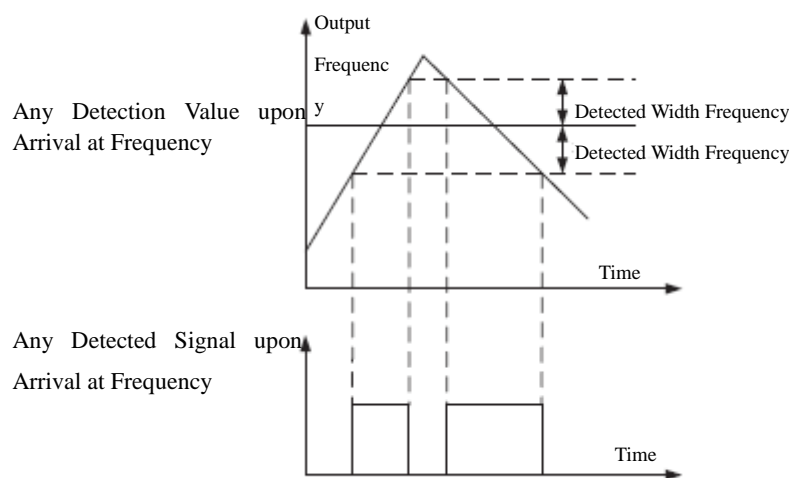 Output
Frequenc
y
Any Detection Value upon
Arrival at Frequency
Detected Width Frequency
Detected Width Frequency
Time
Any Detected Signal upon
Arrival at Frequency
Time